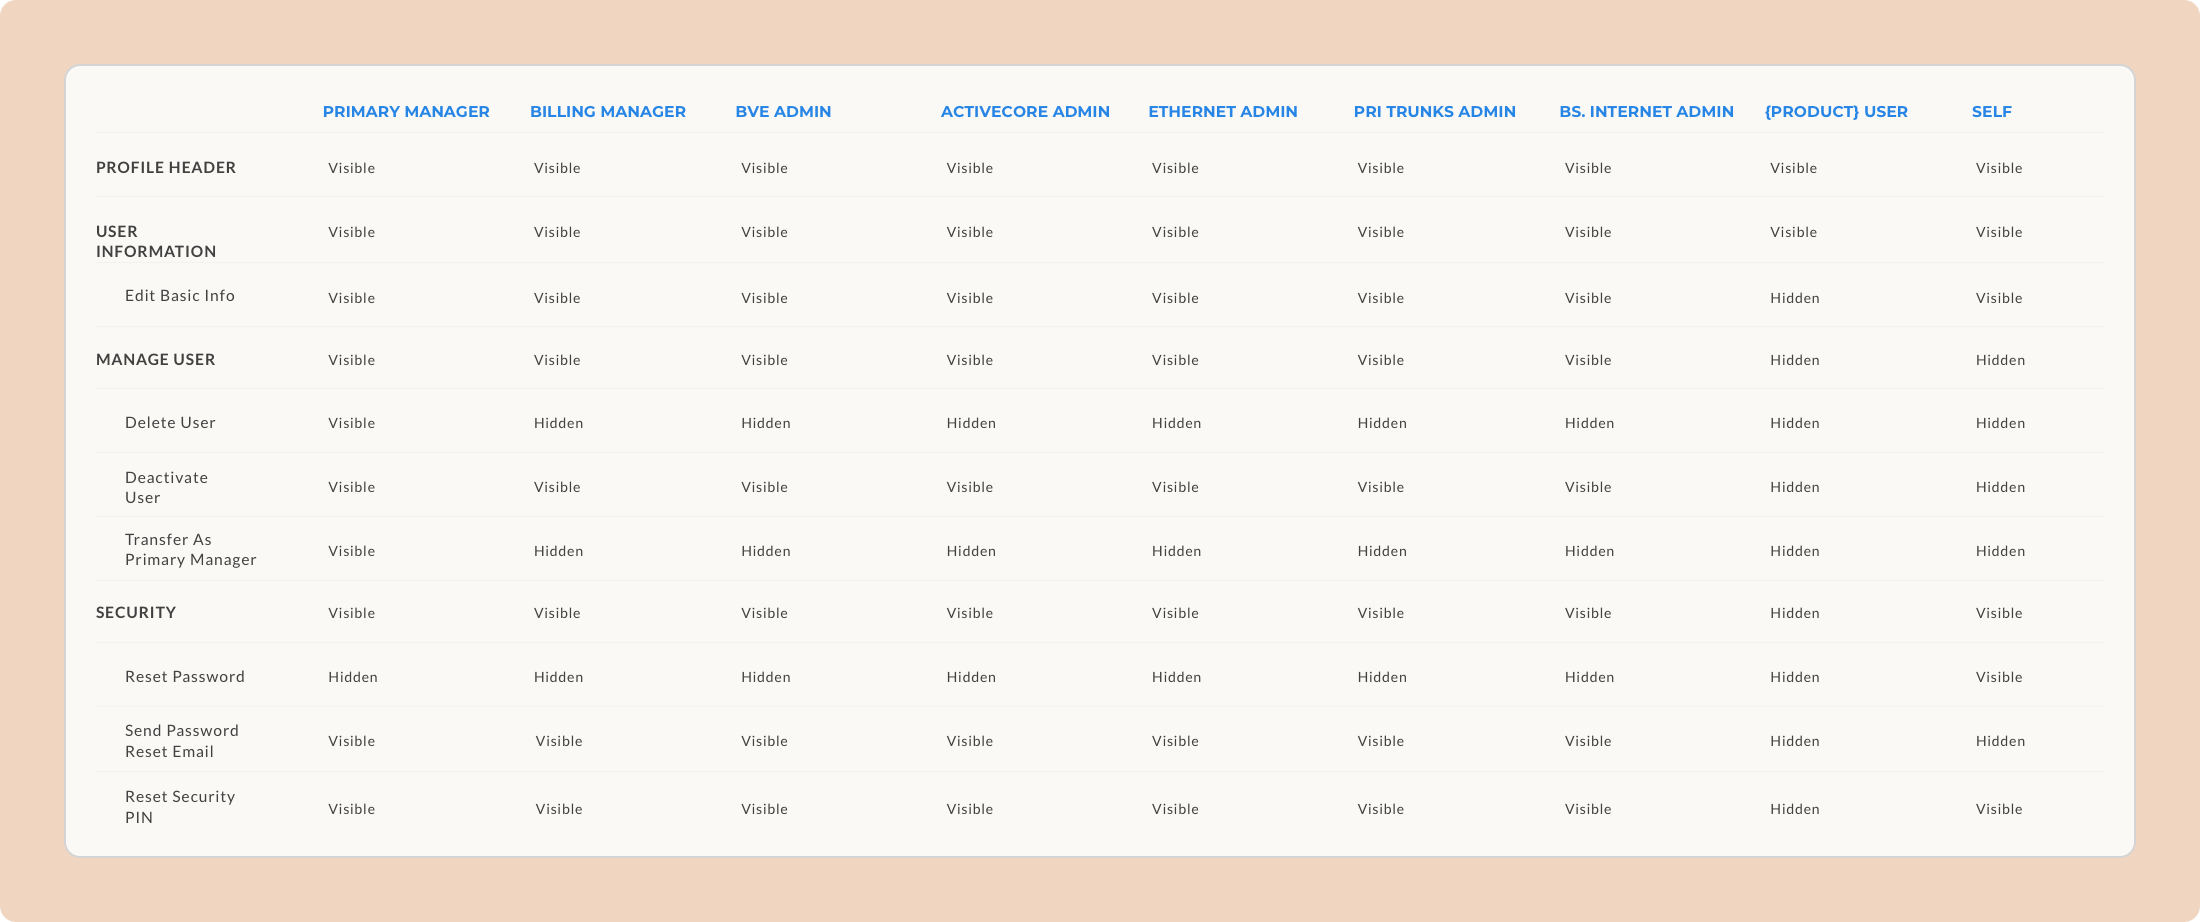 PRIMARY MANAGER BILLING MANAGER BVE ADMIN ACTIVECORE ADMIN ETHERNET ADMIN PRI TRUNKS ADMIN BS. INTERNET ADMIN {PRODUCT} USER SELF
PROFILE HEADER Visible Visible Visible Visible Visible Visible Visible Visible Visible
USER
INFORMATION
Visible Visible Visible Visible Visible Visible Visible Visible Visible
Edit Basic Info Visible Visible Visible Visible Visible Visible Visible Hidden Visible
MANAGE USER Visible Visible Visible Visible Visible Visible Visible Hidden Hidden
Delete User Visible Hidden Hidden Hidden Hidden Hidden Hidden Hidden Hidden
Deactivate
User
Visible Visible Visible Visible Visible Visible Visible Hidden Hidden
Transfer As
Primary Manager
Visible Hidden Hidden Hidden Hidden Hidden Hidden Hidden Hidden
SECURITY Visible Visible Visible Visible Visible Visible Visible Hidden Visible
Reset Password Hidden Hidden Hidden Hidden Hidden Hidden Hidden Hidden Visible
Send Password
Reset Email
Visible Visible Visible Visible Visible Visible Visible Hidden Hidden
Reset Security
PIN
Visible Visible Visible Visible Visible Visible Visible Hidden Visible